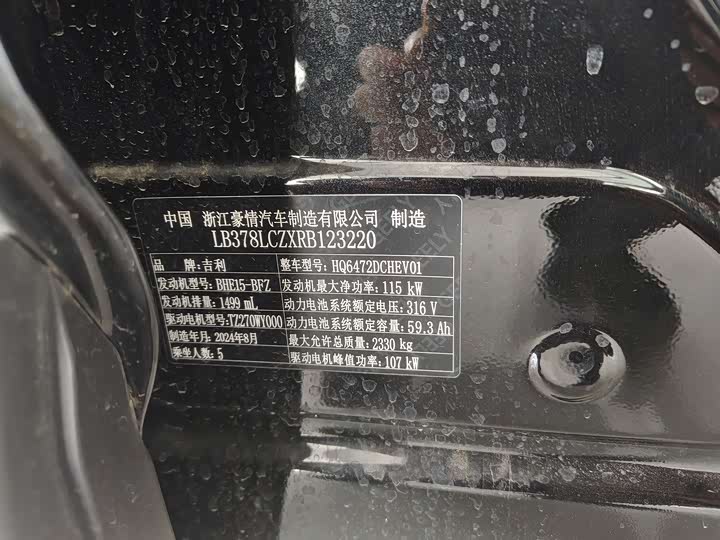 中国 浙江豪情汽车制造有限公司 制造
LB378LCZXRB123220
品 牌:吉利 整车型号:HQ6472DCHEV01
发动机型号:BHE15-BFZ 发动机最大净功率:115 kW
发动机排量:1499 mL 动力电池系统额定电压:316 V
驱动电机型号:TZ270WY000 动力电池系统额定容量:59.3 Ah
制造年月:2024年8月 最大允许总质量:2330 kg
乘坐人数:5 驱动电机峰值功率:107 kW